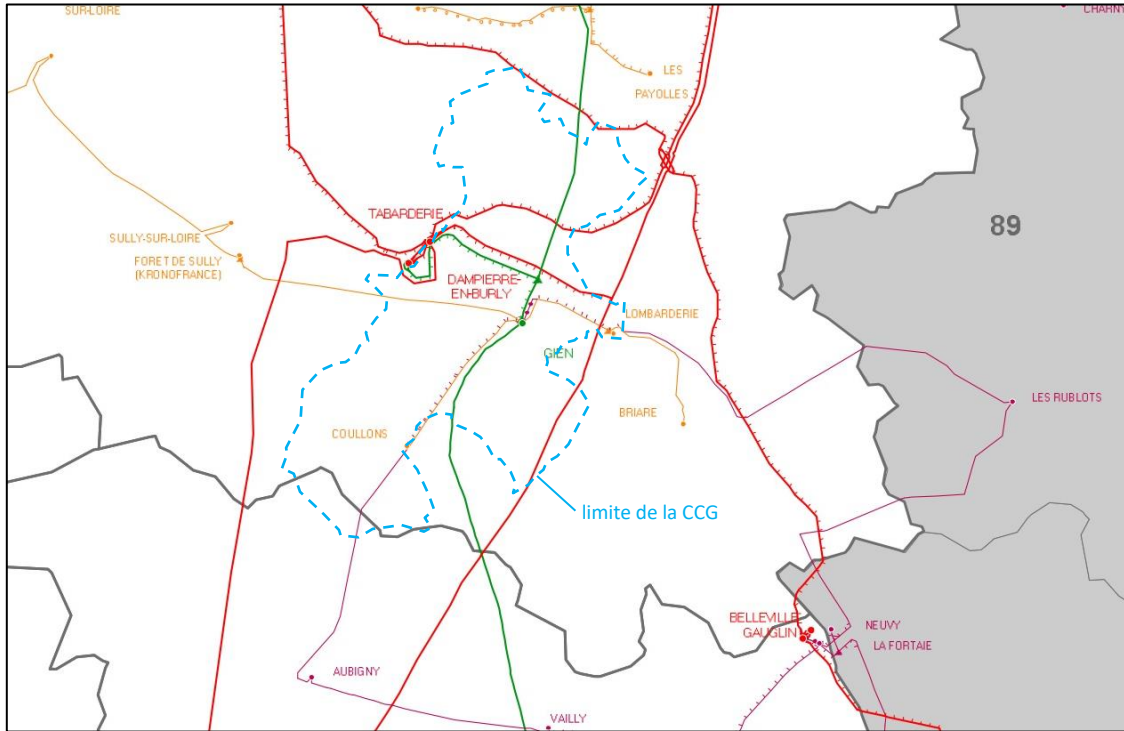 SUR-LOIRE
CHARNY
LES
PAYOLLES
TABARDERIE
89
SULLY-SUR-LOIRE
FORET DE SULLY
(KRONOFRANCE)
DAMPIERRE-
EN-BURLY
LOMBARDERIE
GIEN
LES RUBLOTS
BRIARE
COULLONS
limite de la CCG
BELLEVILLE
GAUGLIN
NEUVY
LA FORTAIE
AUBIGNY
VAILLY